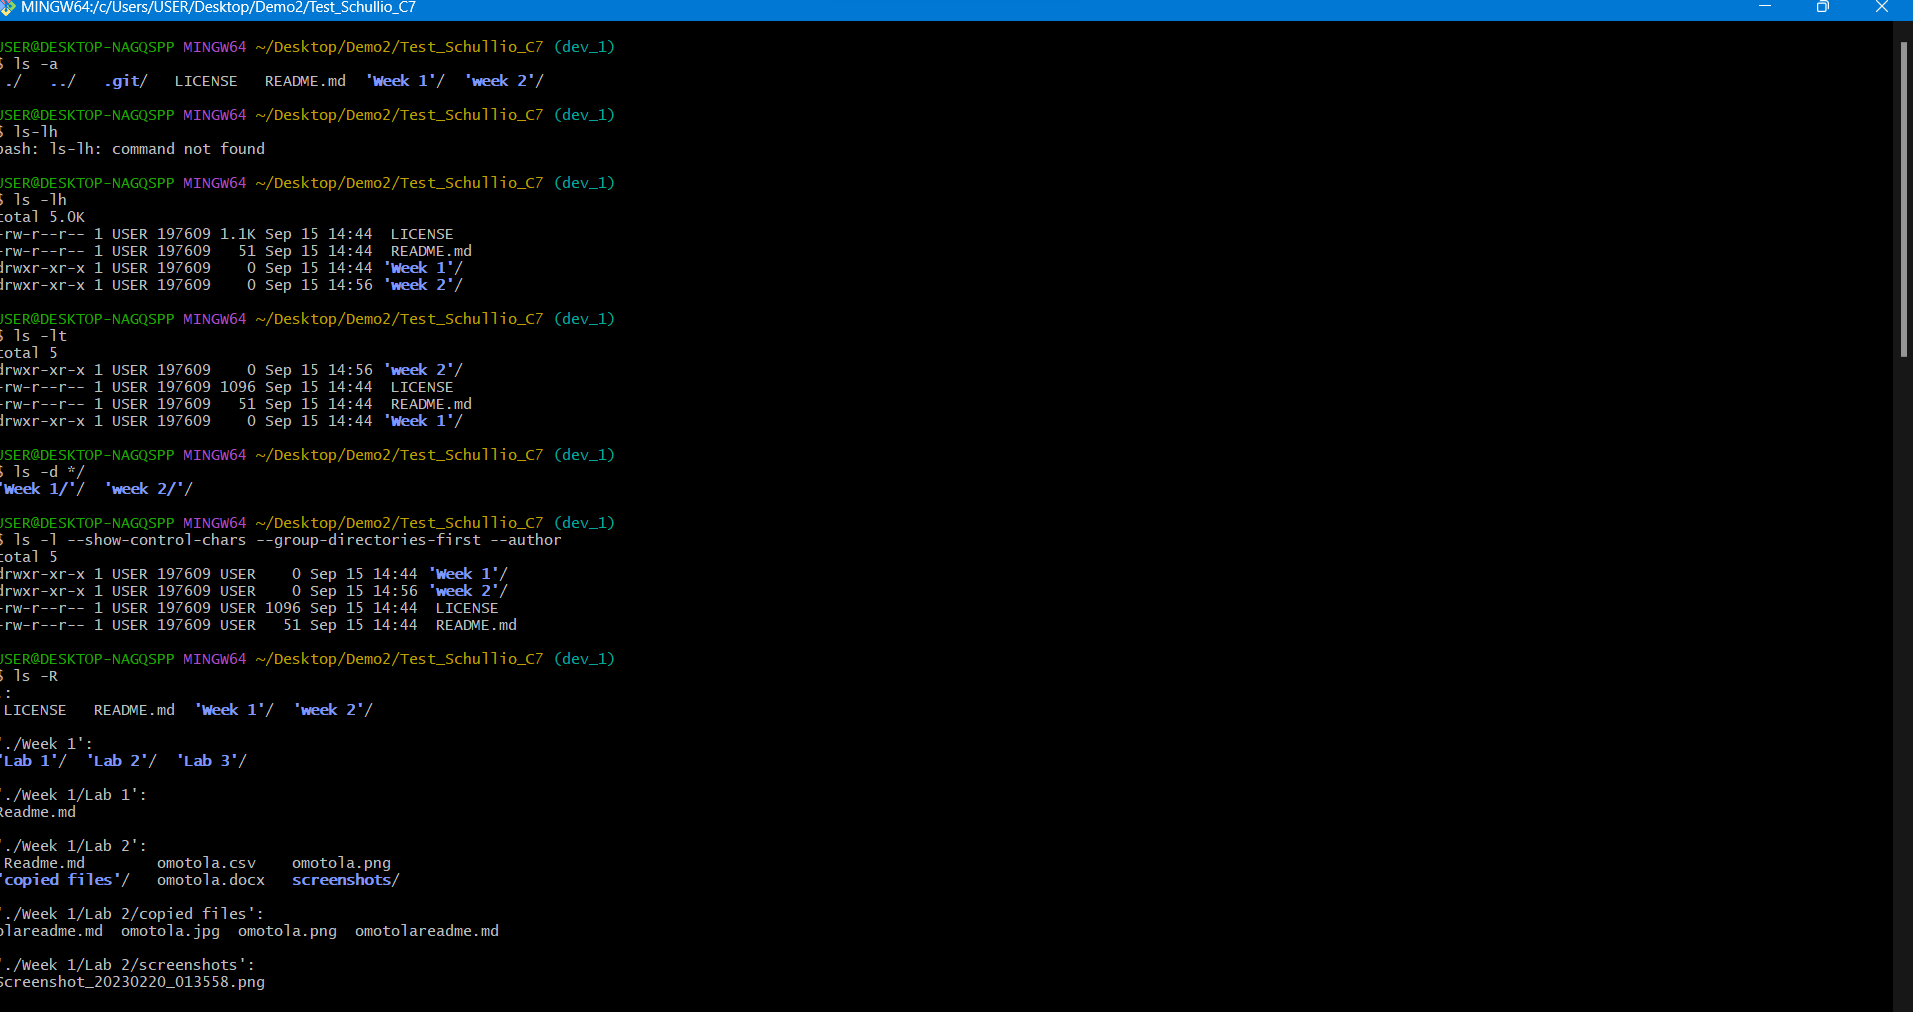 MINGW64:/c/Users/USER/Desktop/Demo2/Test_Schullio_C7
USER@DESKTOP-NAGQSPP MINGW64 ~/Desktop/Demo2/Test_Schullio_C7 (dev_1)
$ ls -a
./ ../ .git/ LICENSE README.md 'Week 1'/ 'week 2'/
USER@DESKTOP-NAGQSPP MINGW64 ~/Desktop/Demo2/Test_Schullio_C7 (dev_1)
$ ls-lh
bash: ls-lh: command not found
USER@DESKTOP-NAGQSPP MINGW64 ~/Desktop/Demo2/Test_Schullio_C7 (dev_1)
$ ls -lh
total 5.0K
-rw-r--r-- 1 USER 197609 1.1K Sep 15 14:44 LICENSE
-rw-r--r-- 1 USER 197609 51 Sep 15 14:44 README.md
drwxr-xr-x 1 USER 197609 0 Sep 15 14:44 'Week 1'/
drwxr-xr-x 1 USER 197609 0 Sep 15 14:56 'week 2'/
USER@DESKTOP-NAGQSPP MINGW64 ~/Desktop/Demo2/Test_Schullio_C7 (dev_1)
$ ls -lt
total 5
drwxr-xr-x 1 USER 197609 0 Sep 15 14:56 'week 2'/
-rw-r--r-- 1 USER 197609 1096 Sep 15 14:44 LICENSE
-rw-r--r-- 1 USER 197609 51 Sep 15 14:44 README.md
drwxr-xr-x 1 USER 197609 0 Sep 15 14:44 'Week 1'/
USER@DESKTOP-NAGQSPP MINGW64 ~/Desktop/Demo2/Test_Schullio_C7 (dev_1)
$ ls -d */
'Week 1/'/ 'week 2/'/
USER@DESKTOP-NAGQSPP MINGW64 ~/Desktop/Demo2/Test_Schullio_C7 (dev_1)
$ ls -l --show-control-chars --group-directories-first --author
total 5
drwxr-xr-x 1 USER 197609 USER 0 Sep 15 14:44 'Week 1'/
drwxr-xr-x 1 USER 197609 USER 0 Sep 15 14:56 'week 2'/
-rw-r--r-- 1 USER 197609 USER 1096 Sep 15 14:44 LICENSE
-rw-r--r-- 1 USER 197609 USER 51 Sep 15 14:44 README.md
USER@DESKTOP-NAGQSPP MINGW64 ~/Desktop/Demo2/Test_Schullio_C7 (dev_1)
$ ls -R
.:
LICENSE README.md 'Week 1'/ 'week 2'/
'./Week 1':
'Lab 1'/ 'Lab 2'/ 'Lab 3'/
'./Week 1/Lab 1':
Readme.md
'./Week 1/Lab 2':
Readme.md omotola.csv omotola.png
'copied files'/ omotola.docx screenshots/
'./Week 1/Lab 2/copied files':
olareadme.md omotola.jpg omotola.png omotolareadme.md
'./Week 1/Lab 2/screenshots':
Screenshot_20230220_013558.png